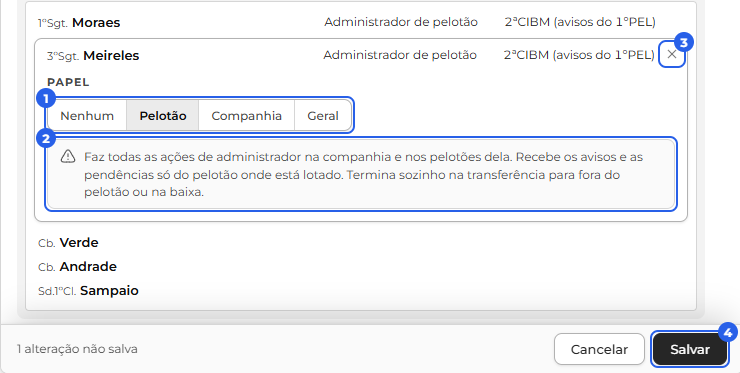 1ºSgt. Moraes Administrador de pelotão 2ªCIBM (avisos do 1ºPEL)
3ºSgt. Meireles Administrador de pelotão 2ªCIBM (avisos do 1ºPEL) × 3
PAPEL
1
Nenhum Pelotão Companhia Geral
2
Faz todas as ações de administrador na companhia e nos pelotões dela. Recebe os avisos e as
pendências só do pelotão onde está lotado. Termina sozinho na transferência para fora do
pelotão ou na baixa.
Cb. Verde
Cb. Andrade
Sd.1ºCl. Sampaio
1 alteração não salva Cancelar Salvar 4